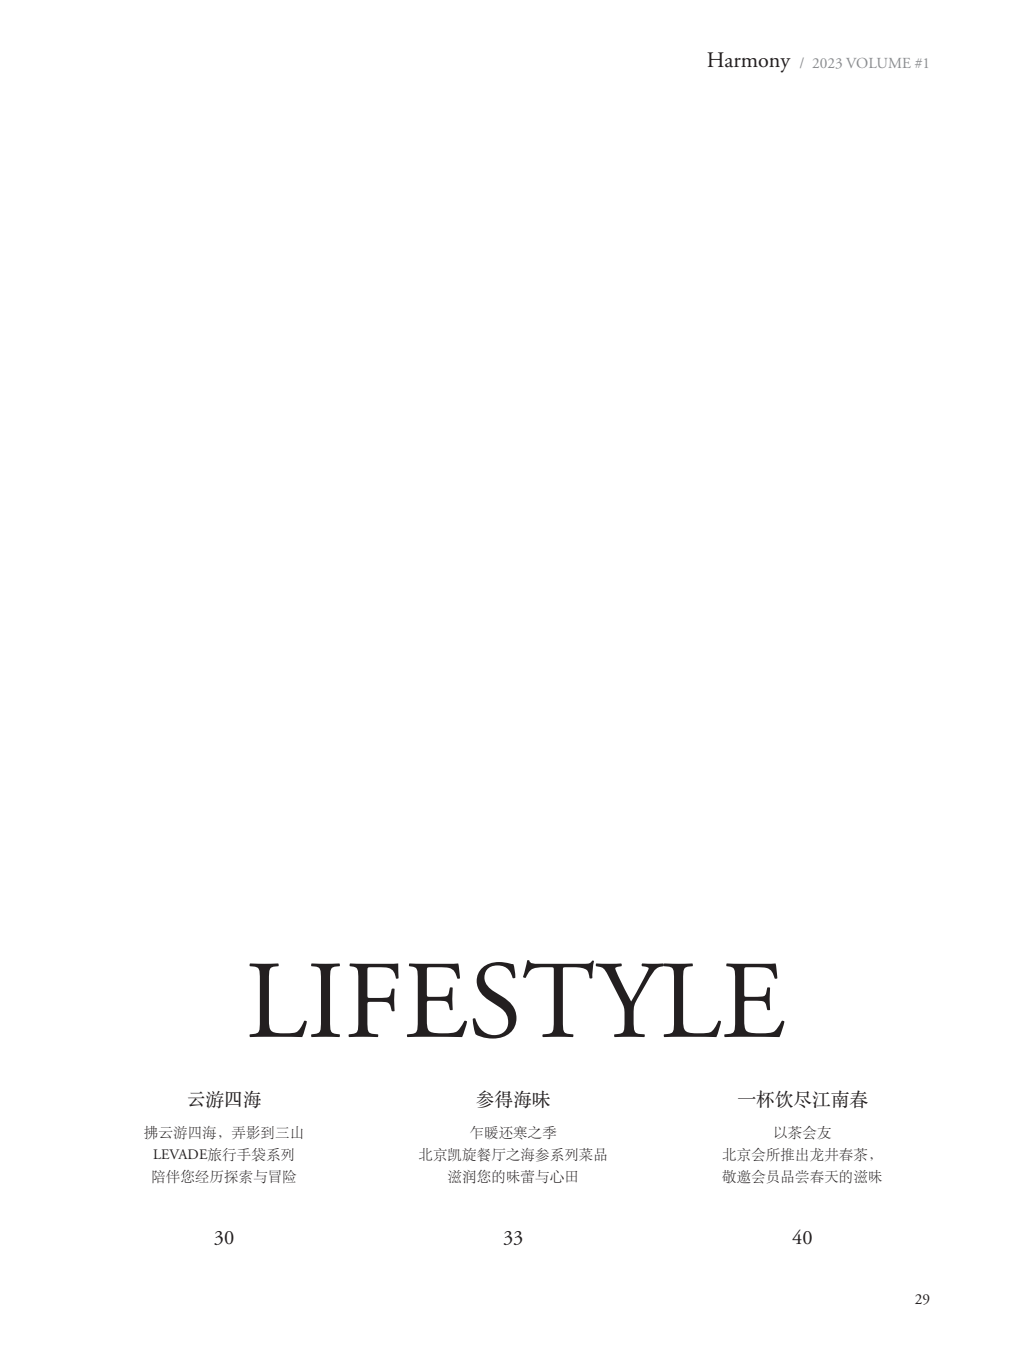 Harmony / 2023 VOLUME #1
LIFESTYLE
云游四海
拂云游四海，弄影到三山
LEVADE旅行手袋系列
陪伴您经历探索与冒险
30
参得海味
乍暖还寒之季
北京凯旋餐厅之海参系列菜品
滋润您的味蕾与心田
33
一杯饮尽江南春
以茶会友
北京会所推出龙井春茶，
敬邀会员品尝春天的滋味
40
29